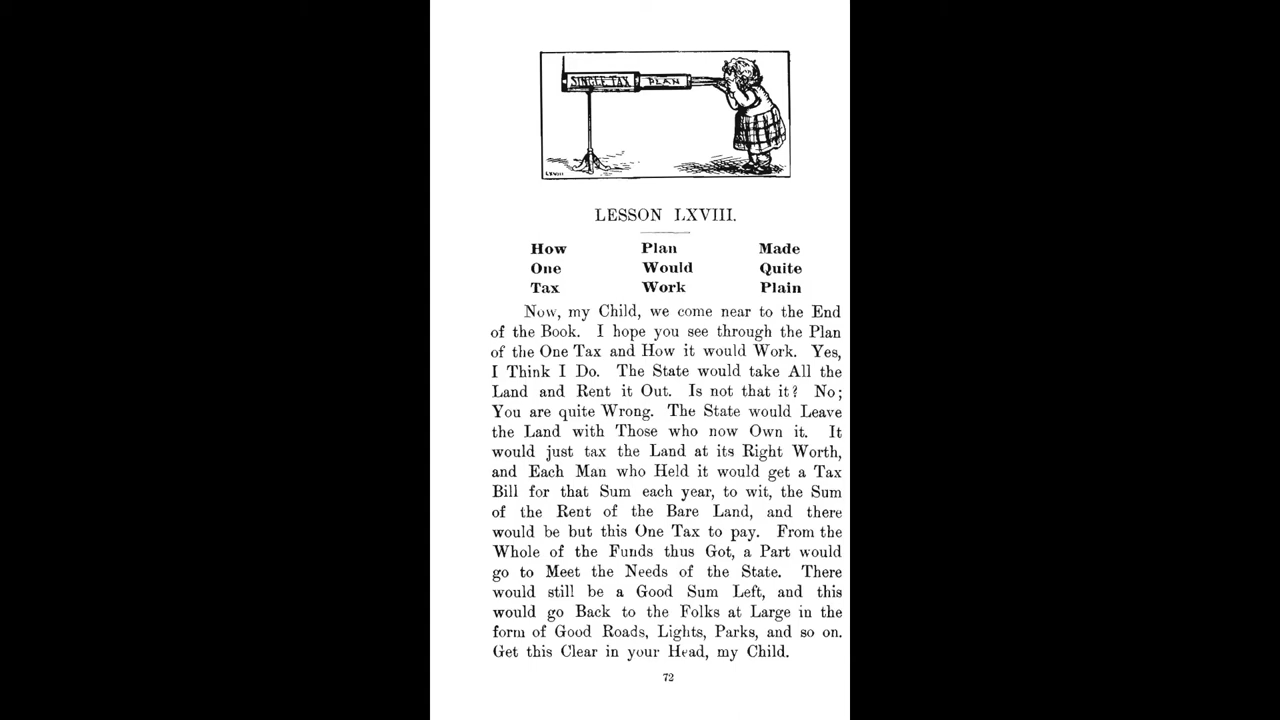 SINGLE TAX PLAN
LXVIII
LESSON LXVIII.
How Plan Made
One Would Quite
Tax Work Plain
Now, my Child, we come near to the End
of the Book. I hope you see through the Plan
of the One Tax and How it would Work. Yes,
I Think I Do. The State would take All the
Land and Rent it Out. Is not that it? No;
You are quite Wrong. The State would Leave
the Land with Those who now Own it. It
would just tax the Land at its Right Worth,
and Each Man who Held it would get a Tax
Bill for that Sum each year, to wit, the Sum
of the Rent of the Bare Land, and there
would be but this One Tax to pay. From the
Whole of the Funds thus Got, a Part would
go to Meet the Needs of the State. There
would still be a Good Sum Left, and this
would go Back to the Folks at Large in the
form of Good Roads, Lights, Parks, and so on.
Get this Clear in your Head, my Child.
72